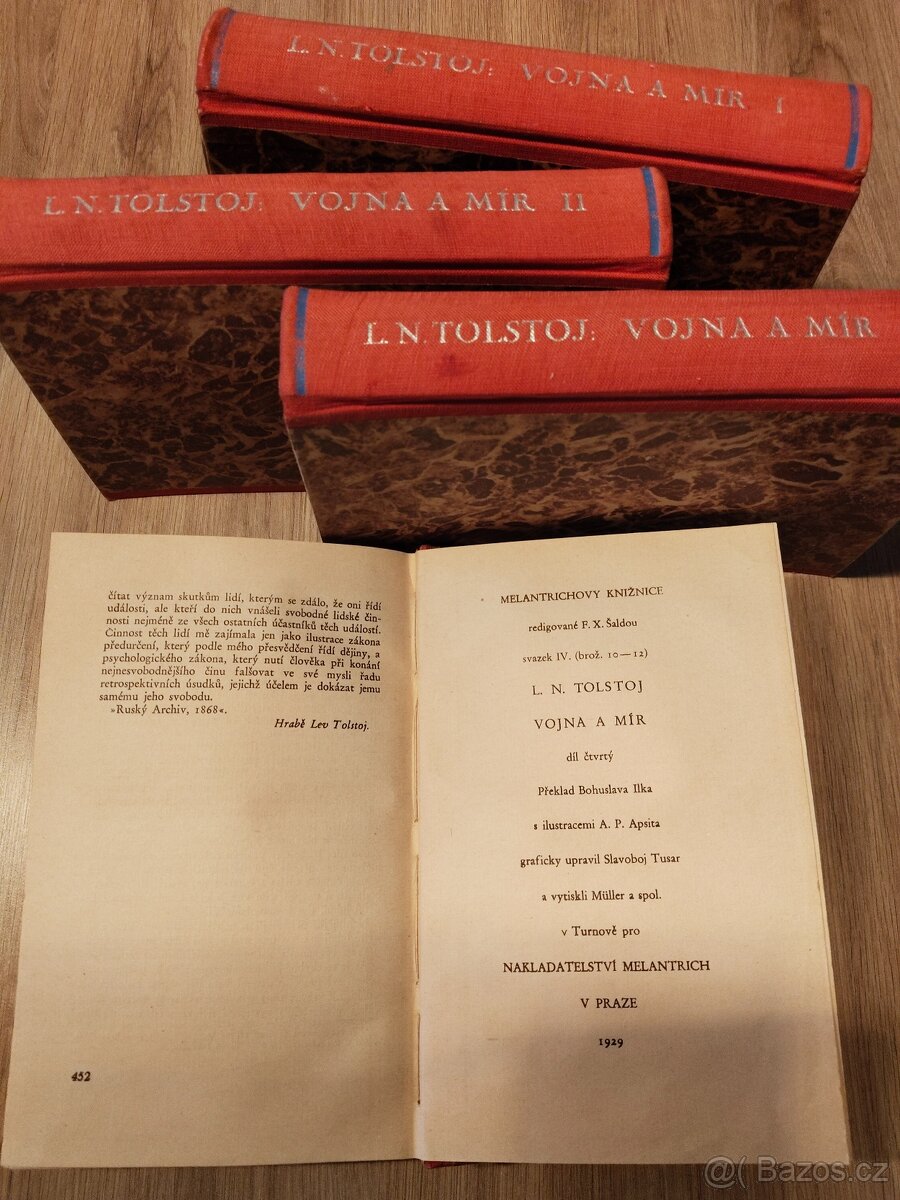 L. N. TOLSTOJ: VOJNA A MÍR I
L. N. TOLSTOJ: VOJNA A MÍR II
L. N. TOLSTOJ: VOJNA A MÍR
čítat význam skutkům lidí, kterým se zdálo, že oni řídí
události, ale kteří do nich vnášeli svobodné lidské čin-
nosti nejméně ze všech ostatních účastníků těch událostí.
Činnost těch lidí mě zajímala jen jako ilustrace zákona
předurčení, který podle mého přesvědčení řídí dějiny, a
psychologického zákona, který nutí člověka při konání
nejnesvobodnějšího činu falšovat ve své mysli řadu
retrospektivních úsudků, jejichž účelem je dokázat jemu
samému jeho svobodu.
»Ruský Archiv, 1868«.
Hrabě Lev Tolstoj.
452
MELANTRICHOVY KNIŽNICE
redigované F. X. Šaldou
svazek IV. (brož. 10—12)
L. N. TOLSTOJ
VOJNA A MÍR
díl čtvrtý
Překlad Bohuslava Ilka
s ilustracemi A. P. Apsita
graficky upravil Slavoboj Tusar
a vytiskli Müller a spol.
v Turnově pro
NAKLADATELSTVÍ MELANTRICH
V PRAZE
1929
@( Bazos.cz